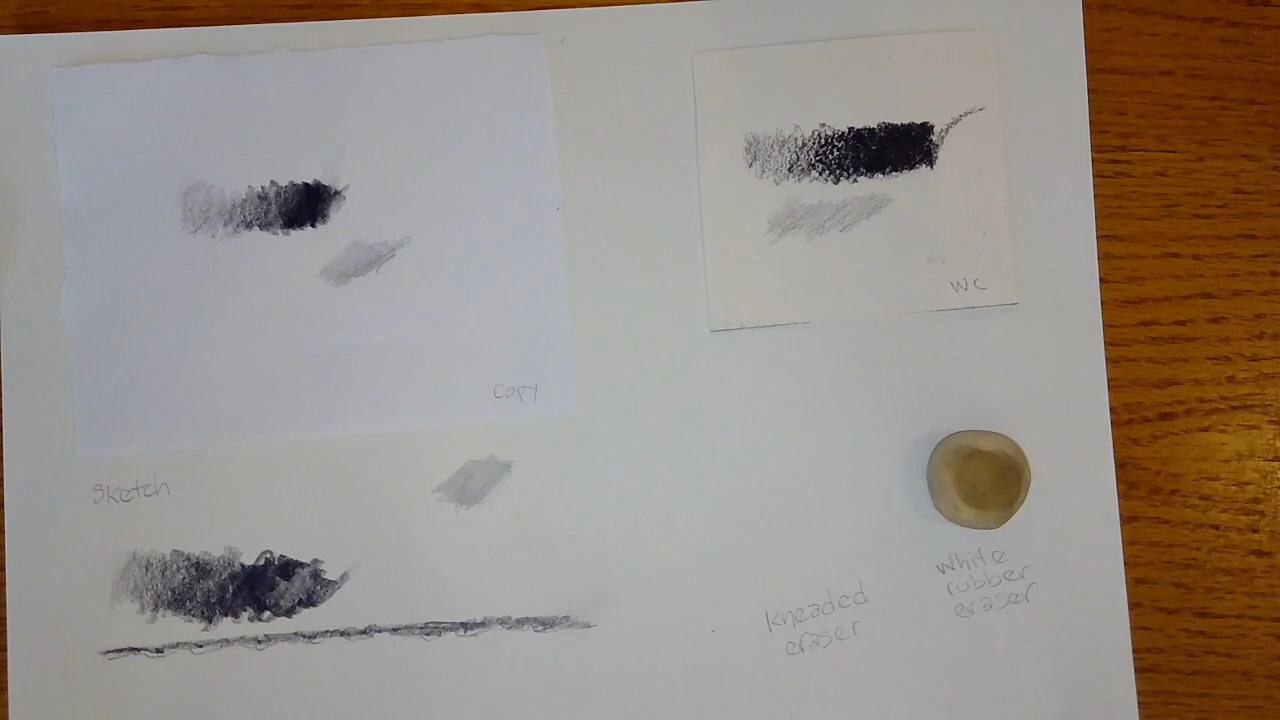 Copy
WC
Sketch
White
rubber
eraser
kneaded
eraser